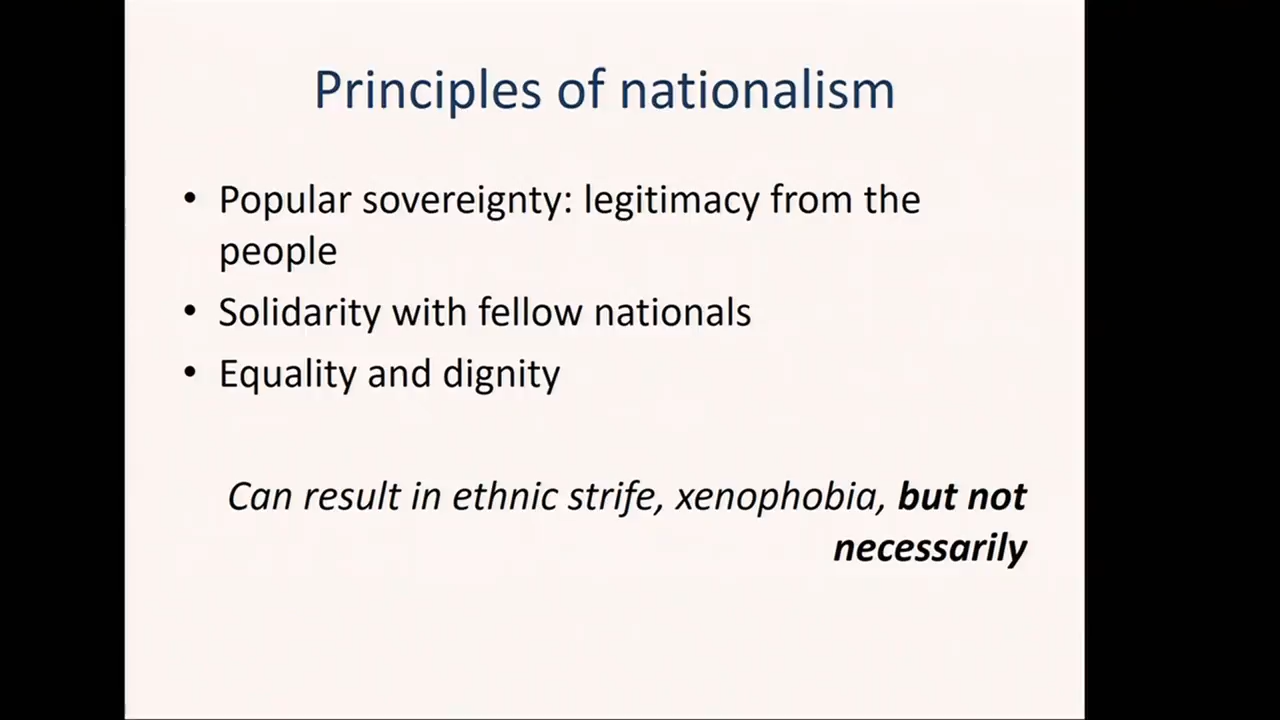 Principles of nationalism
• Popular sovereignty: legitimacy from the
people
• Solidarity with fellow nationals
• Equality and dignity
Can result in ethnic strife, xenophobia, but not
necessarily